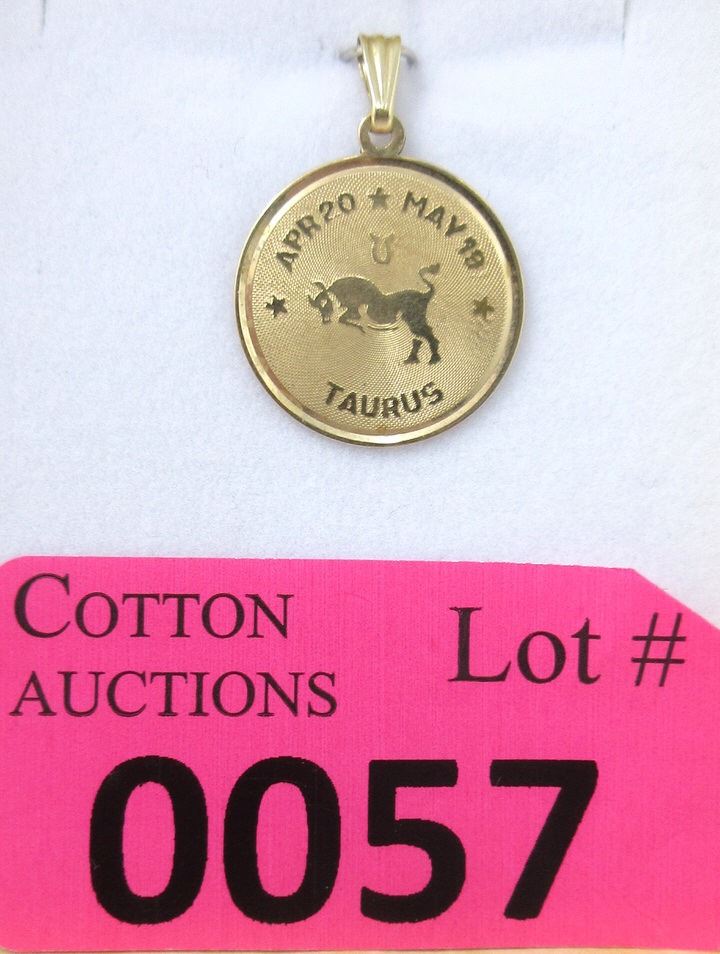 APR 20 ★ MAY 19
♉
TAURUS
COTTON
AUCTIONS
Lot #
0057